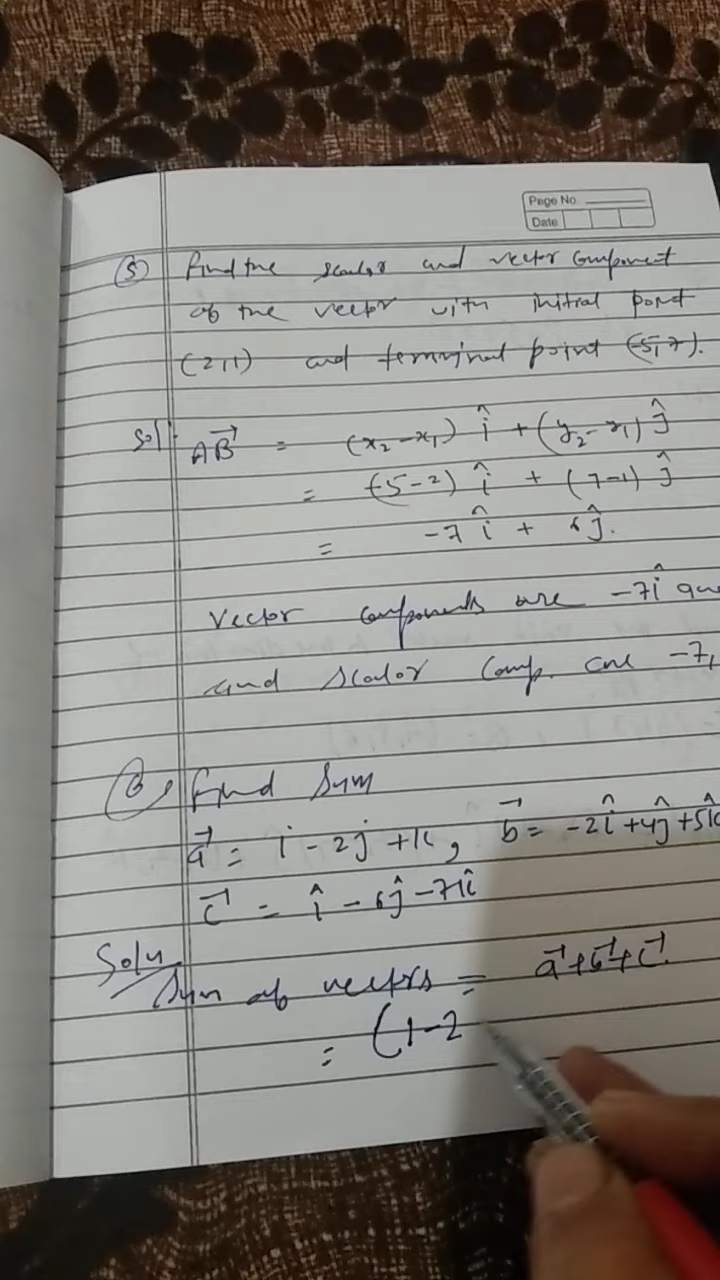 Page No.
Date
(5) Find the scalar and vector component
of the vector with initial point
(2,1) and terminal point (-5,7).
Sol. AB⃗ = (x₂-x₁) î + (y₂-y₁) ĵ
= (-5-2) î + (7-1) ĵ
= -7 î + 6ĵ.
Vector components are -7î and
and scalar comp. are -7,
(6) Find Sum
a⃗ = i - 2j + k, b⃗ = -2î+4ĵ+5k̂
c⃗ = î - 6ĵ - 7k̂
Soln Sum of vectors = a⃗+b⃗+c⃗
= (1-2